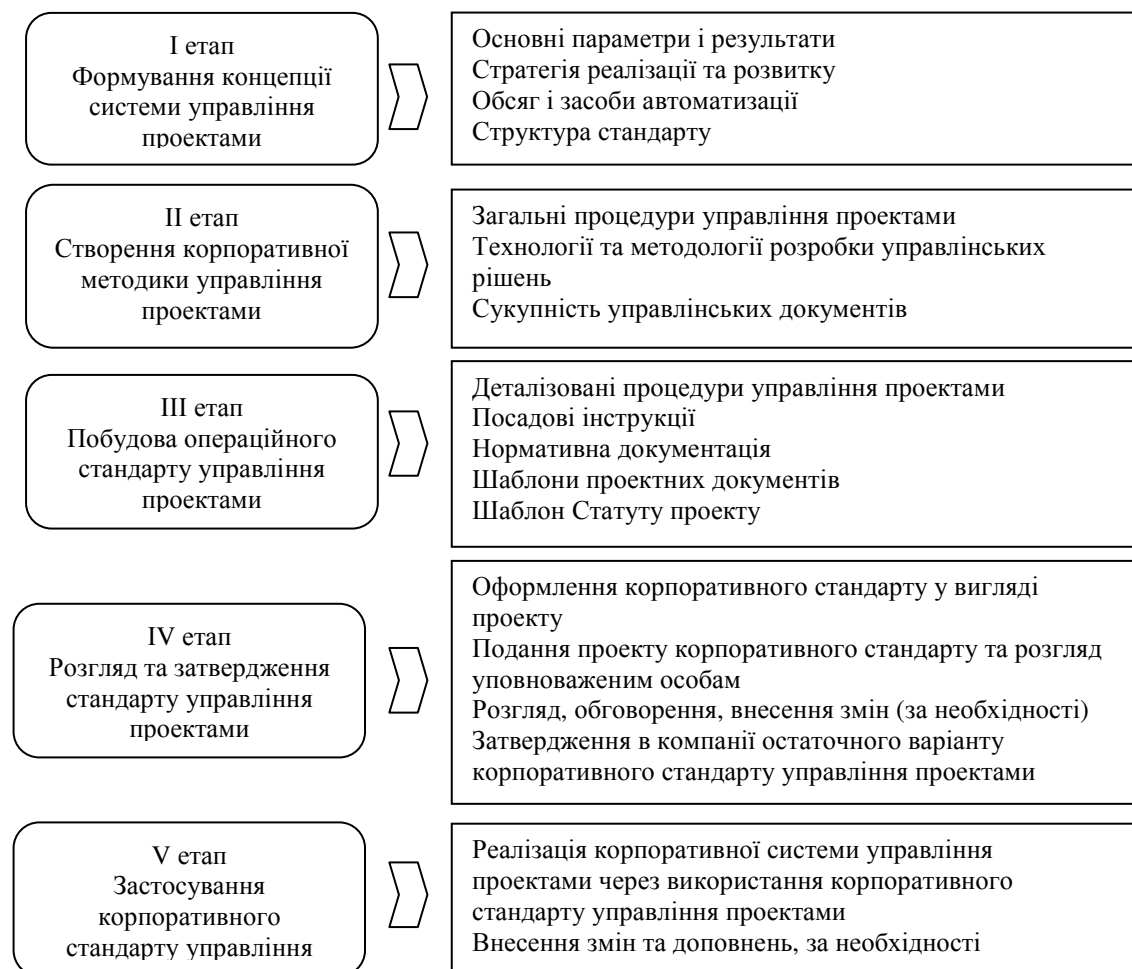 I етап
Формування концепції
системи управління
проектами
Основні параметри і результати
Стратегія реалізації та розвитку
Обсяг і засоби автоматизації
Структура стандарту
II етап
Створення корпоративної
методики управління
проектами
Загальні процедури управління проектами
Технології та методології розробки управлінських
рішень
Сукупність управлінських документів
III етап
Побудова операційного
стандарту управління
проектами
Деталізовані процедури управління проектами
Посадові інструкції
Нормативна документація
Шаблони проектних документів
Шаблон Статуту проекту
IV етап
Розгляд та затвердження
стандарту управління
проектами
Оформлення корпоративного стандарту у вигляді
проекту
Подання проекту корпоративного стандарту та розгляд
уповноваженим особам
Розгляд, обговорення, внесення змін (за необхідності)
Затвердження в компанії остаточного варіанту
корпоративного стандарту управління проектами
V етап
Застосування
корпоративного
стандарту управління
Реалізація корпоративної системи управління
проектами через використання корпоративного
стандарту управління проектами
Внесення змін та доповнень, за необхідності